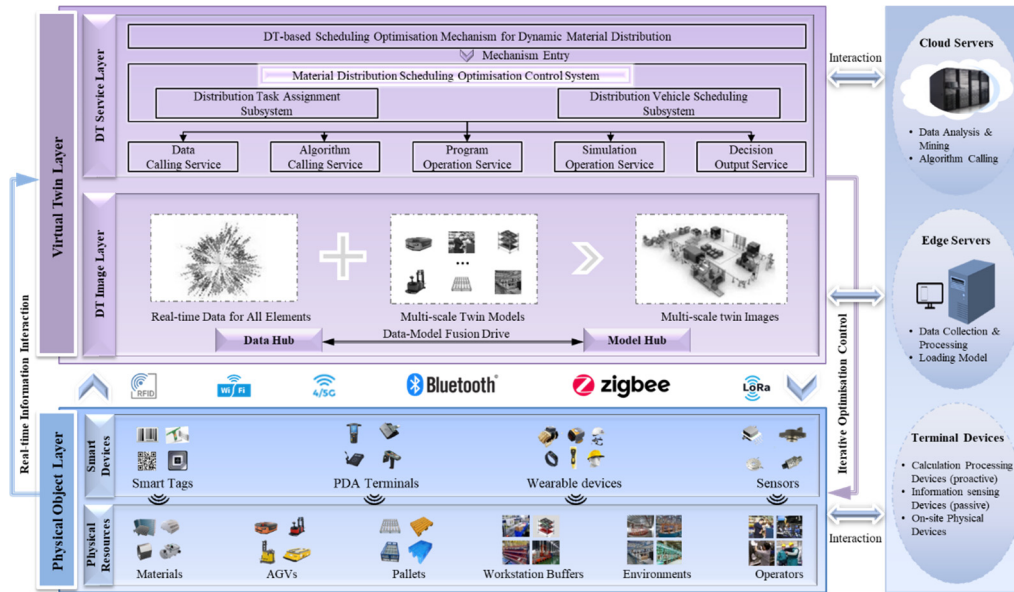 Virtual Twin Layer
DT Service Layer
DT-based Scheduling Optimisation Mechanism for Dynamic Material Distribution
Mechanism Entry
Material Distribution Scheduling Optimisation Control System
Distribution Task Assignment
Subsystem
Distribution Vehicle Scheduling
Subsystem
Data
Calling Service
Algorithm
Calling Service
Program
Operation Service
Simulation
Operation Service
Decision
Output Service
DT Image Layer
...
Real-time Data for All Elements
Multi-scale Twin Models
Multi-scale twin Images
Data Hub
Data-Model Fusion Drive
Model Hub
Real-time Information Interaction
Iterative Optimisation Control
RFID
Wi Fi
4/5G
Bluetooth®
zigbee
LoRa
Physical Object Layer
Smart
Devices
Smart Tags
PDA Terminals
Wearable devices
Sensors
Physical
Resources
Materials
AGVs
Pallets
Workstation Buffers
Environments
Operators
Interaction
Interaction
Cloud Servers
• Data Analysis &
Mining
• Algorithm Calling
Edge Servers
• Data Collection &
Processing
• Loading Model
Terminal Devices
• Calculation Processing
Devices (proactive)
• Information sensing
Devices (passive)
• On-site Physical
Devices